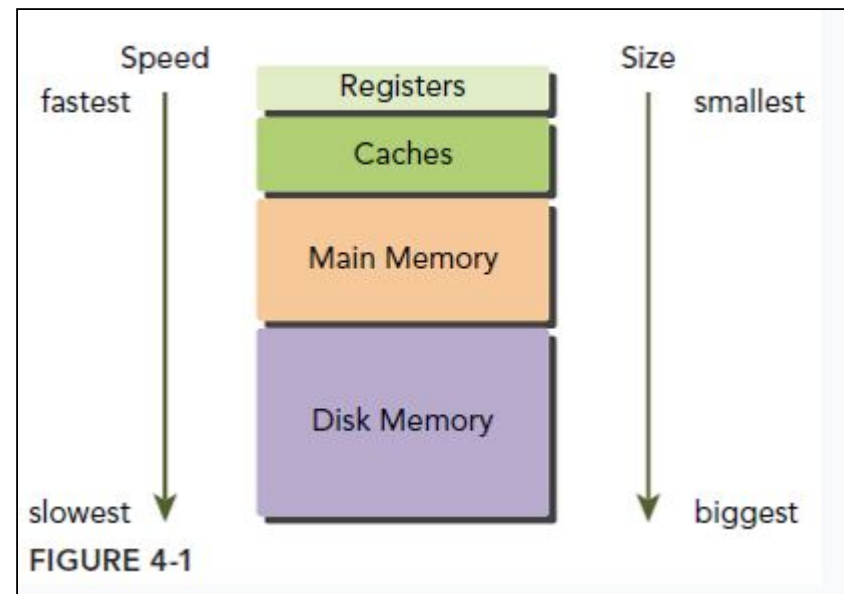 Speed
Size
fastest
Registers
smallest
Caches
Main Memory
Disk Memory
slowest
biggest
FIGURE 4-1